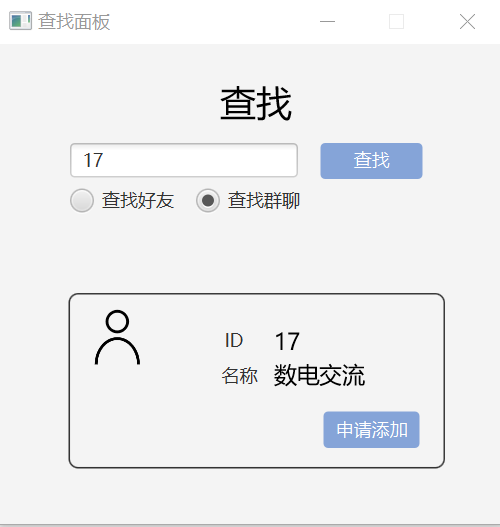 查找面板
查找
17
查找
查找好友
查找群聊
ID 17
名称 数电交流
申请添加